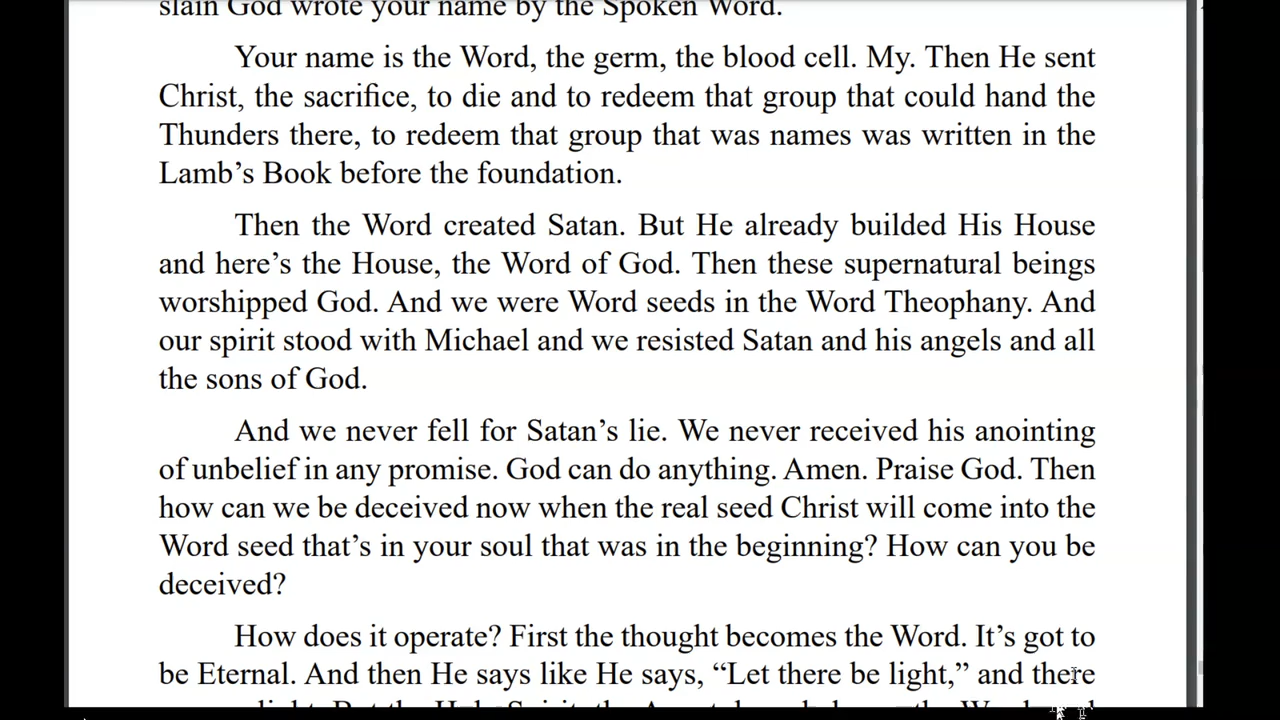 slain God wrote your name by the Spoken Word.
Your name is the Word, the germ, the blood cell. My. Then He sent
Christ, the sacrifice, to die and to redeem that group that could hand the
Thunders there, to redeem that group that was names was written in the
Lamb’s Book before the foundation.
Then the Word created Satan. But He already builded His House
and here’s the House, the Word of God. Then these supernatural beings
worshipped God. And we were Word seeds in the Word Theophany. And
our spirit stood with Michael and we resisted Satan and his angels and all
the sons of God.
And we never fell for Satan’s lie. We never received his anointing
of unbelief in any promise. God can do anything. Amen. Praise God. Then
how can we be deceived now when the real seed Christ will come into the
Word seed that’s in your soul that was in the beginning? How can you be
deceived?
How does it operate? First the thought becomes the Word. It’s got to
be Eternal. And then He says like He says, “Let there be light,” and there
light. But the Holy Spirit, the